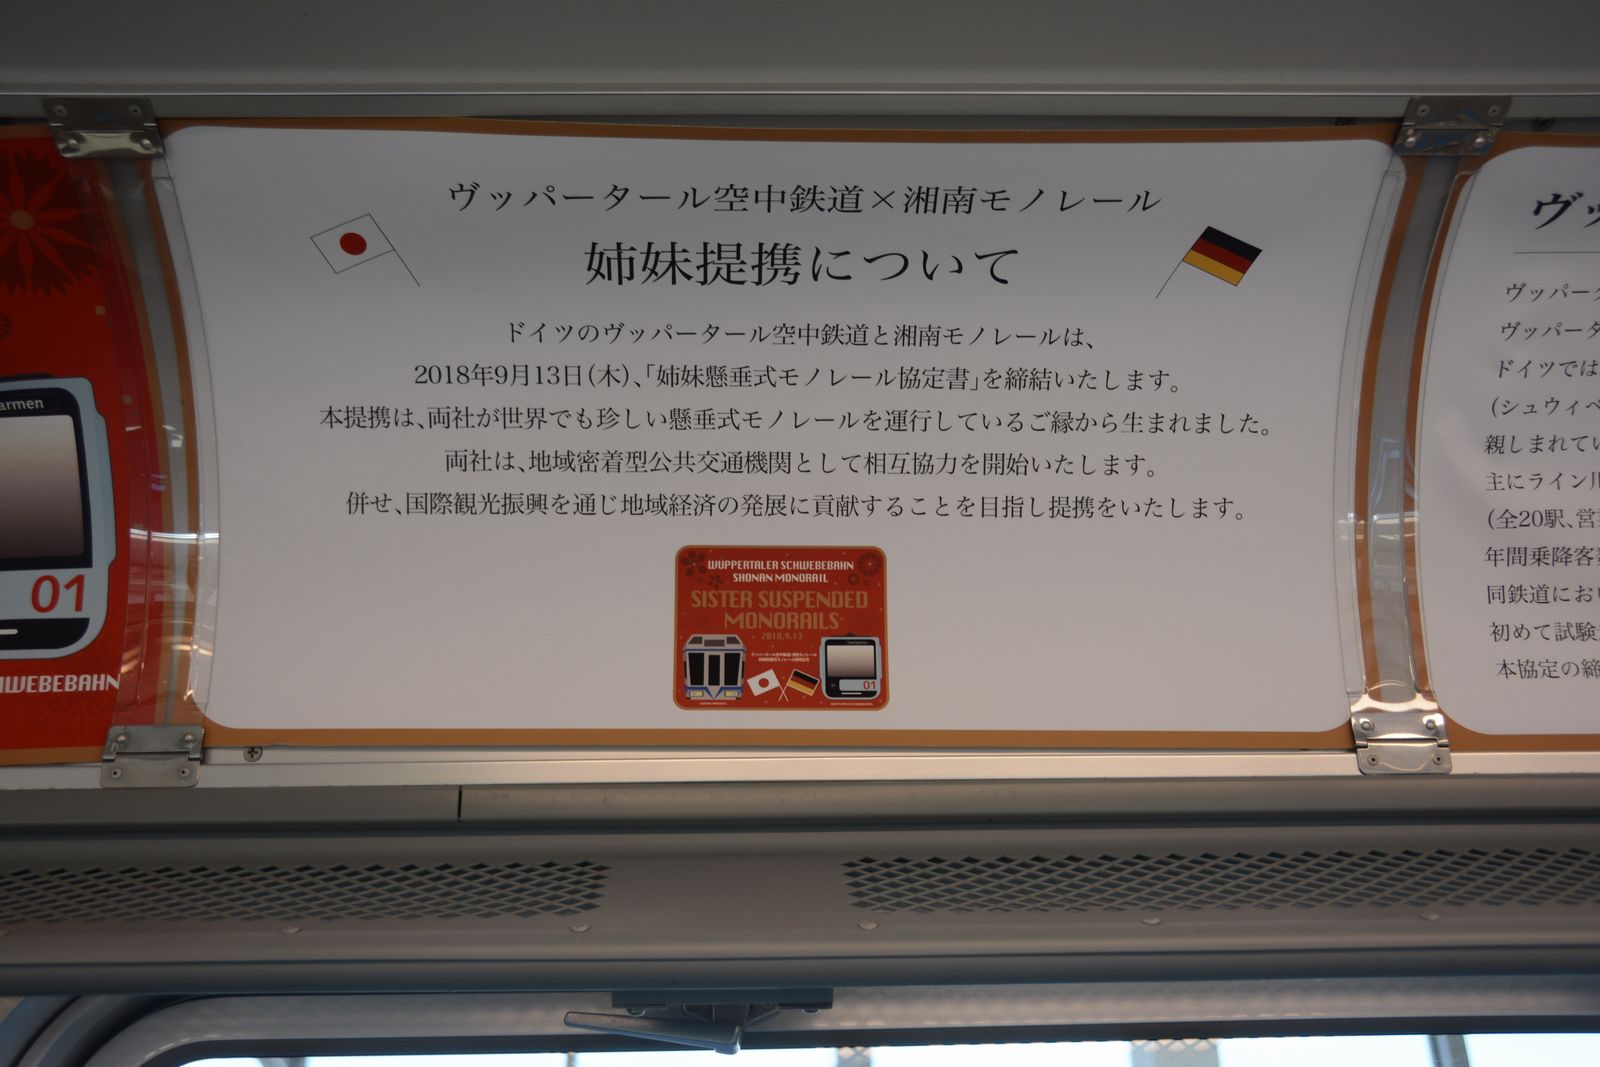 ヴッパータール空中鉄道×湘南モノレール
姉妹提携について
ドイツのヴッパータール空中鉄道と湘南モノレールは、
2018年9月13日(木)、「姉妹懸垂式モノレール協定書」を締結いたします。
本提携は、両社が世界でも珍しい懸垂式モノレールを運行しているご縁から生まれました。
両社は、地域密着型公共交通機関として相互協力を開始いたします。
併せ、国際観光振興を通じ地域経済の発展に貢献することを目指し提携をいたします。
WUPPERTALER SCHWEBEBAHN
SHONAN MONORAIL
SISTER SUSPENDED
MONORAILS
2018.9.13
01
armen
01
HWEBEBAHN
ヴッ
ヴッパータ
ヴッパータ
ドイツでは
(シュウィベ
親しまれてい
主にライン川
(全20駅、営業
年間乗降客数
同鉄道におい
初めて試験
本協定の締